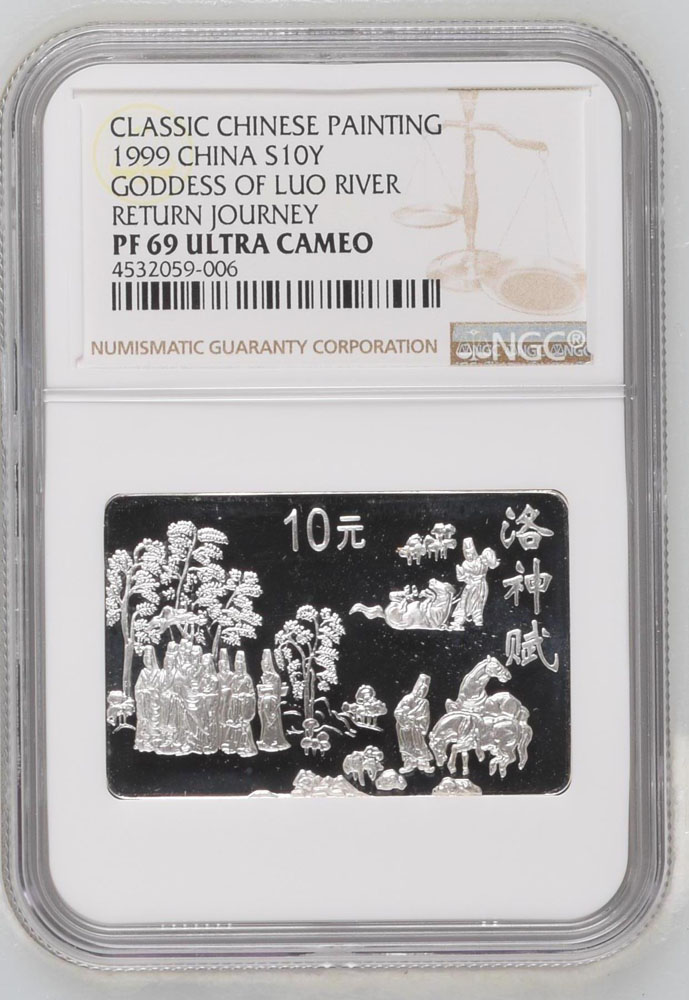 CLASSIC CHINESE PAINTING
1999 CHINA S10Y
GODDESS OF LUO RIVER
RETURN JOURNEY
PF 69 ULTRA CAMEO
4532059-006
NUMISMATIC GUARANTY CORPORATION
NGC®
10元
洛神赋